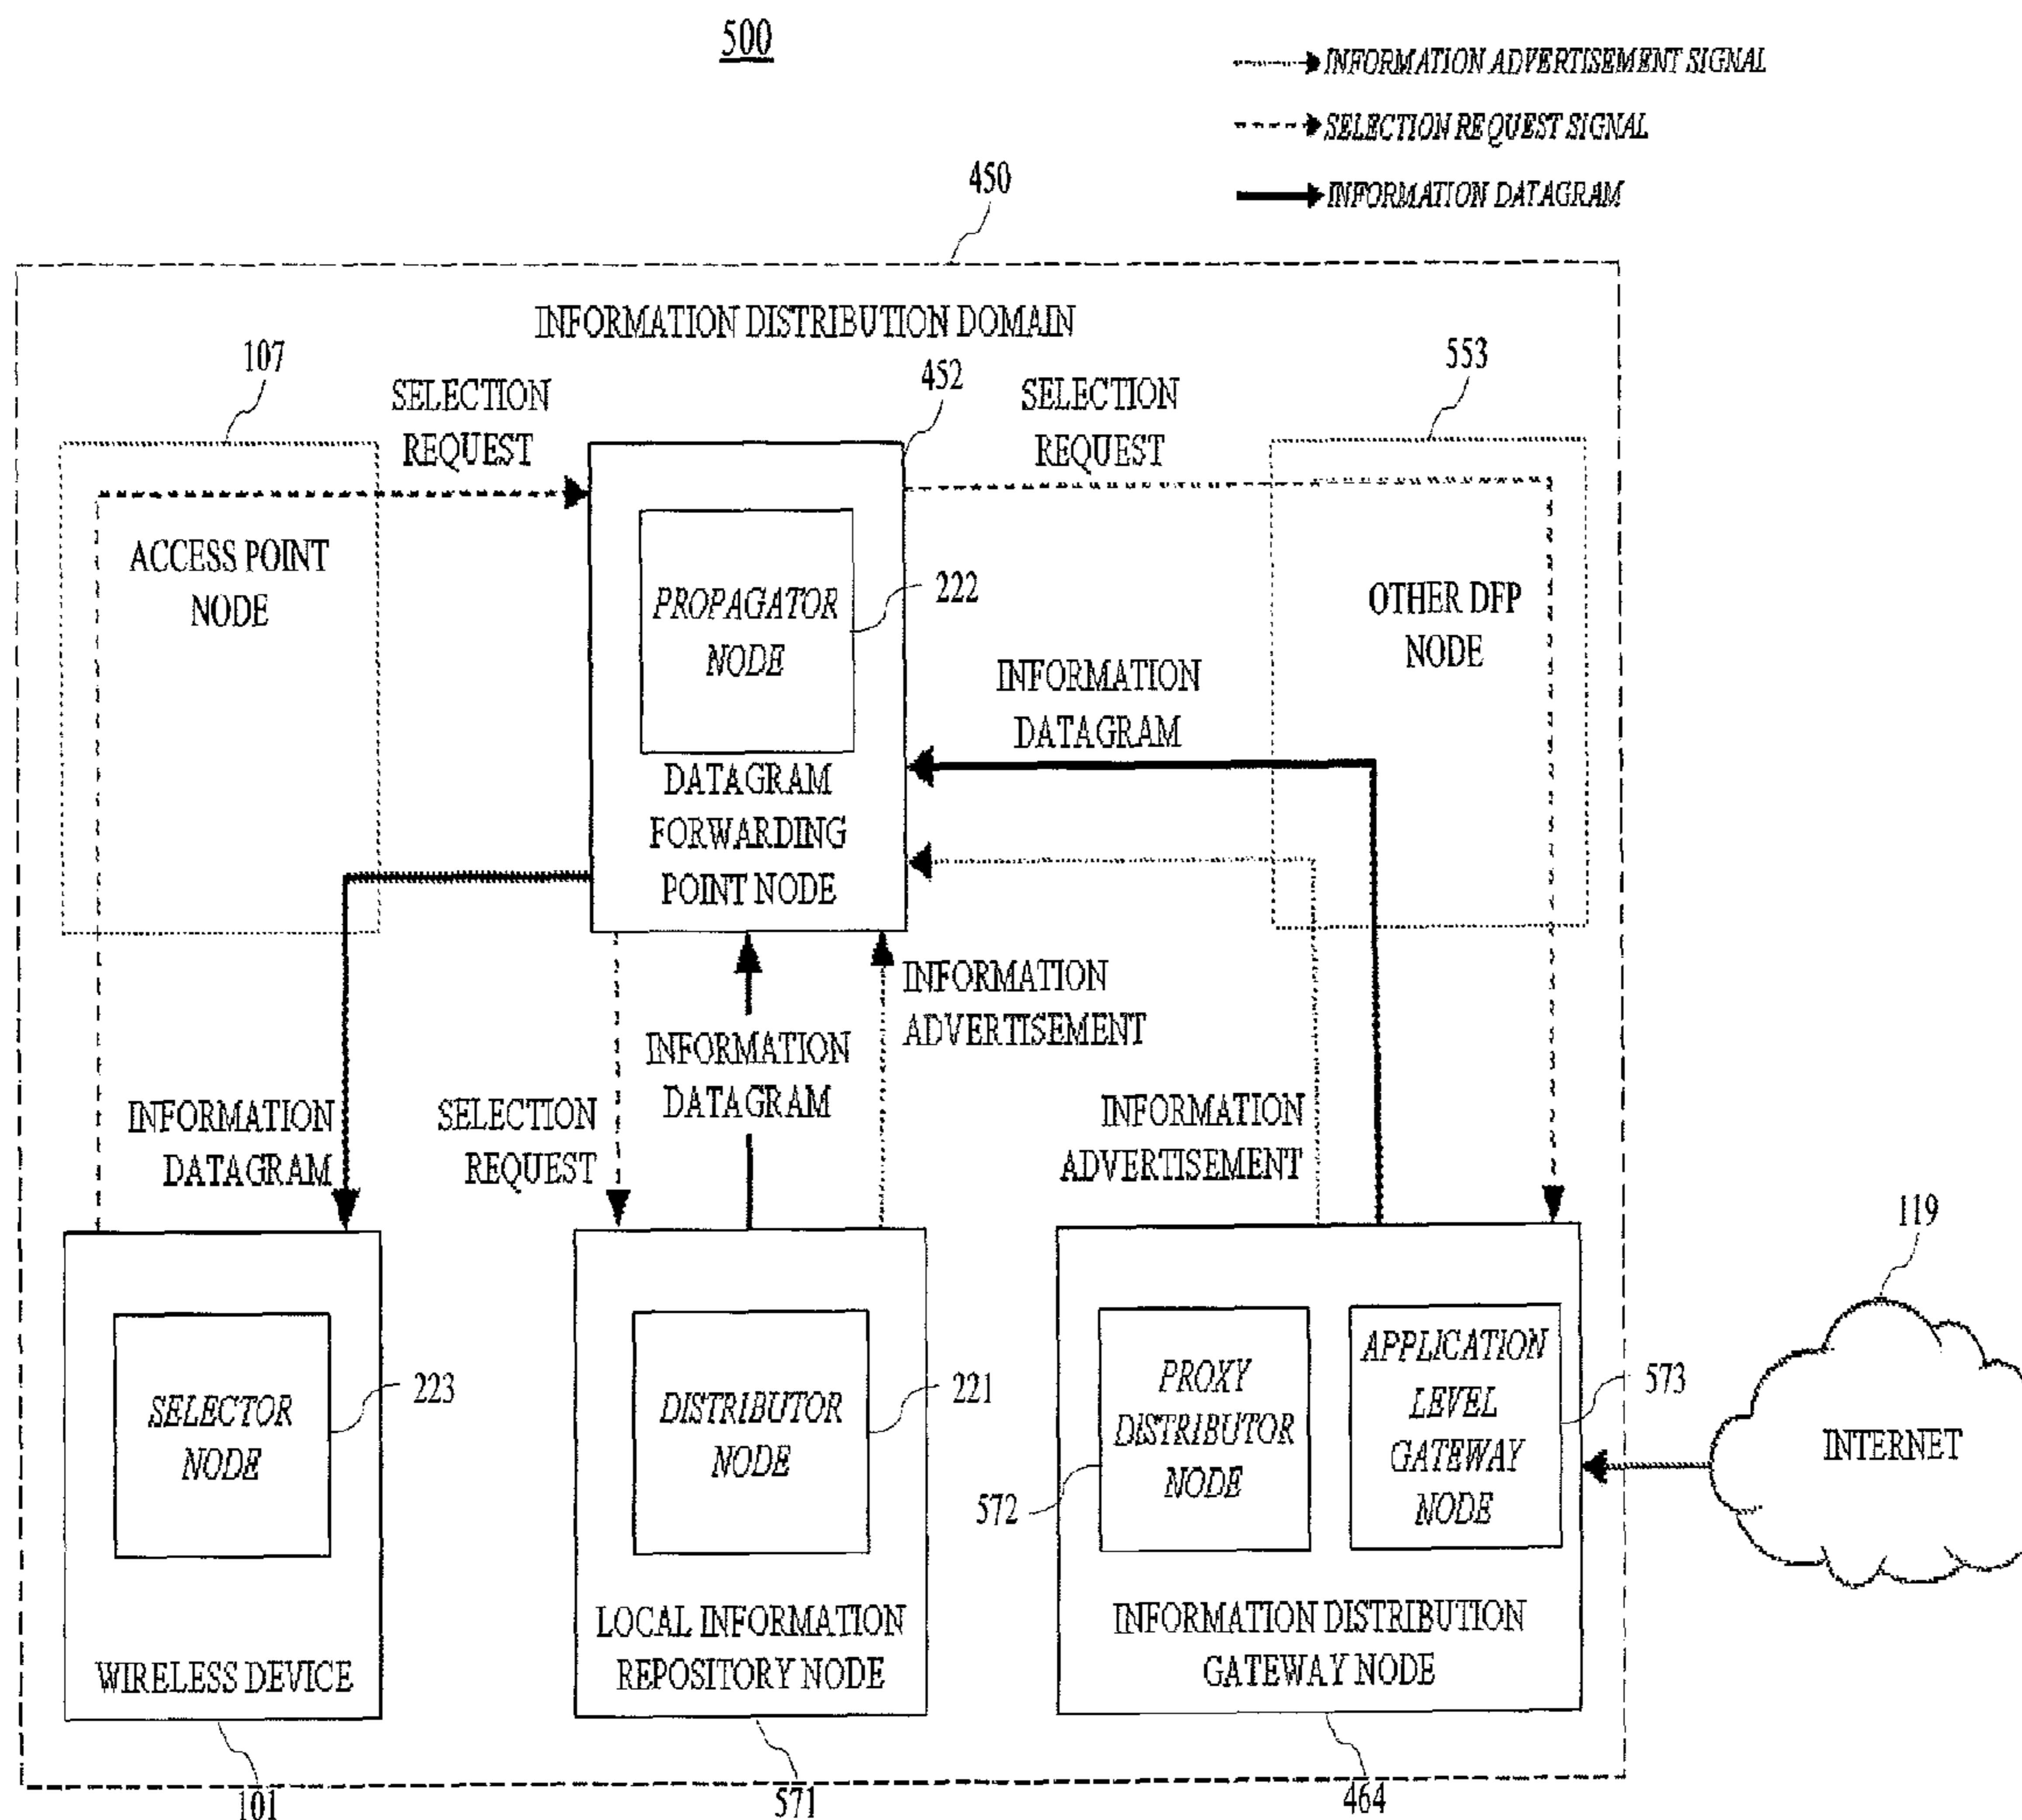 500
INFORMATION ADVERTISEMENT SIGNAL
SELECTION REQUEST SIGNAL
INFORMATION DATAGRAM
450
INFORMATION DISTRIBUTION DOMAIN
107
SELECTION
REQUEST
452
SELECTION
REQUEST
553
ACCESS POINT
NODE
PROPAGATOR
NODE
222
OTHER DFP
NODE
INFORMATION
DATAGRAM
DATAGRAM
FORWARDING
POINT NODE
INFORMATION
ADVERTISEMENT
INFORMATION
DATAGRAM
INFORMATION
DATAGRAM
SELECTION
REQUEST
INFORMATION
ADVERTISEMENT
119
SELECTOR
NODE
223
DISTRIBUTOR
NODE
221
PROXY
DISTRIBUTOR
NODE
572
APPLICATION
LEVEL
GATEWAY
NODE
573
INTERNET
WIRELESS DEVICE
LOCAL INFORMATION
REPOSITORY NODE
INFORMATION DISTRIBUTION
GATEWAY NODE
101
571
464